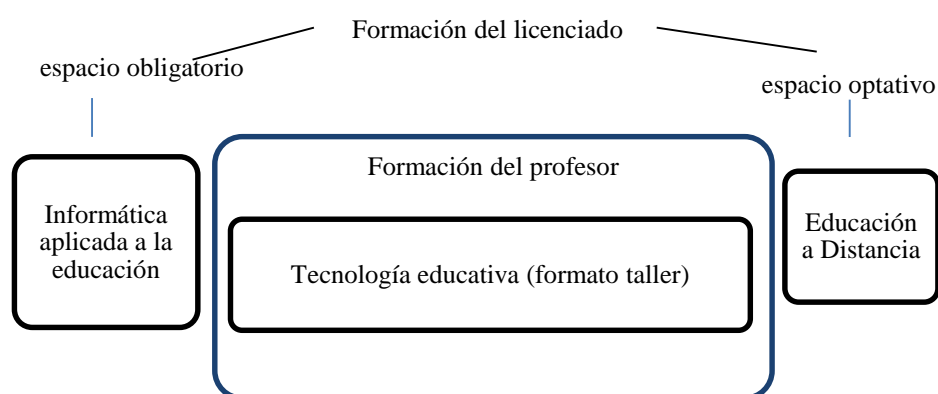 Formación del licenciado
espacio obligatorio
espacio optativo
Formación del profesor
Informática
aplicada a la
educación
Tecnología educativa (formato taller)
Educación
a Distancia